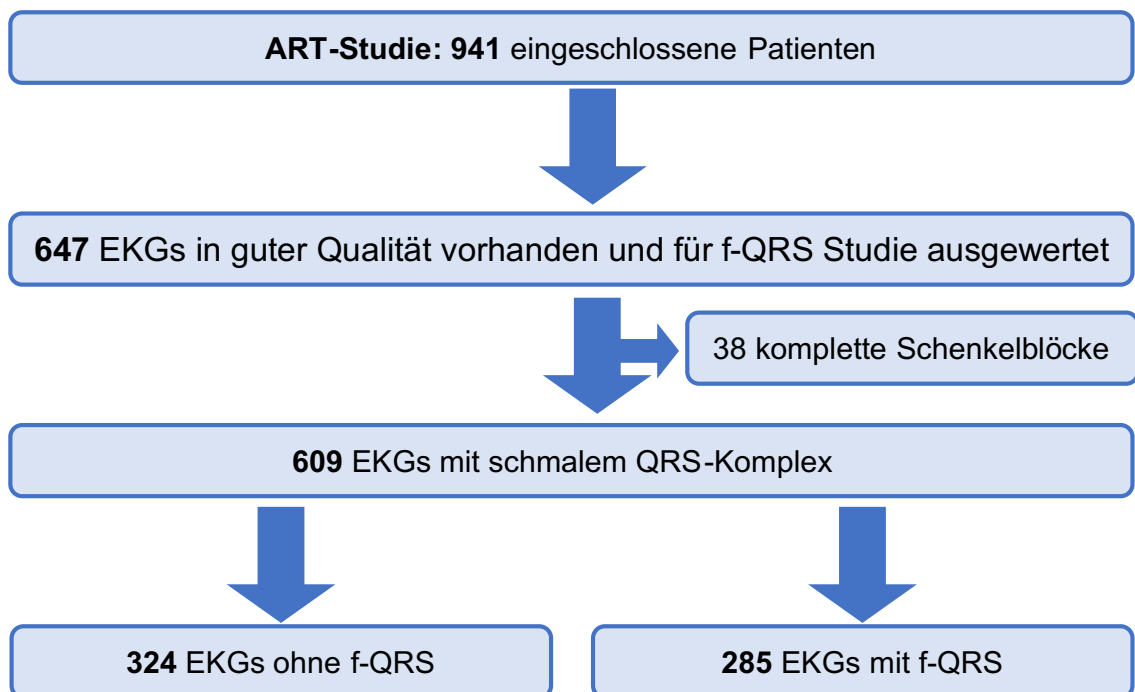 ART-Studie: 941 eingeschlossene Patienten
647 EKGs in guter Qualität vorhanden und für f-QRS Studie ausgewertet
38 komplette Schenkelblöcke
609 EKGs mit schmalem QRS-Komplex
324 EKGs ohne f-QRS
285 EKGs mit f-QRS